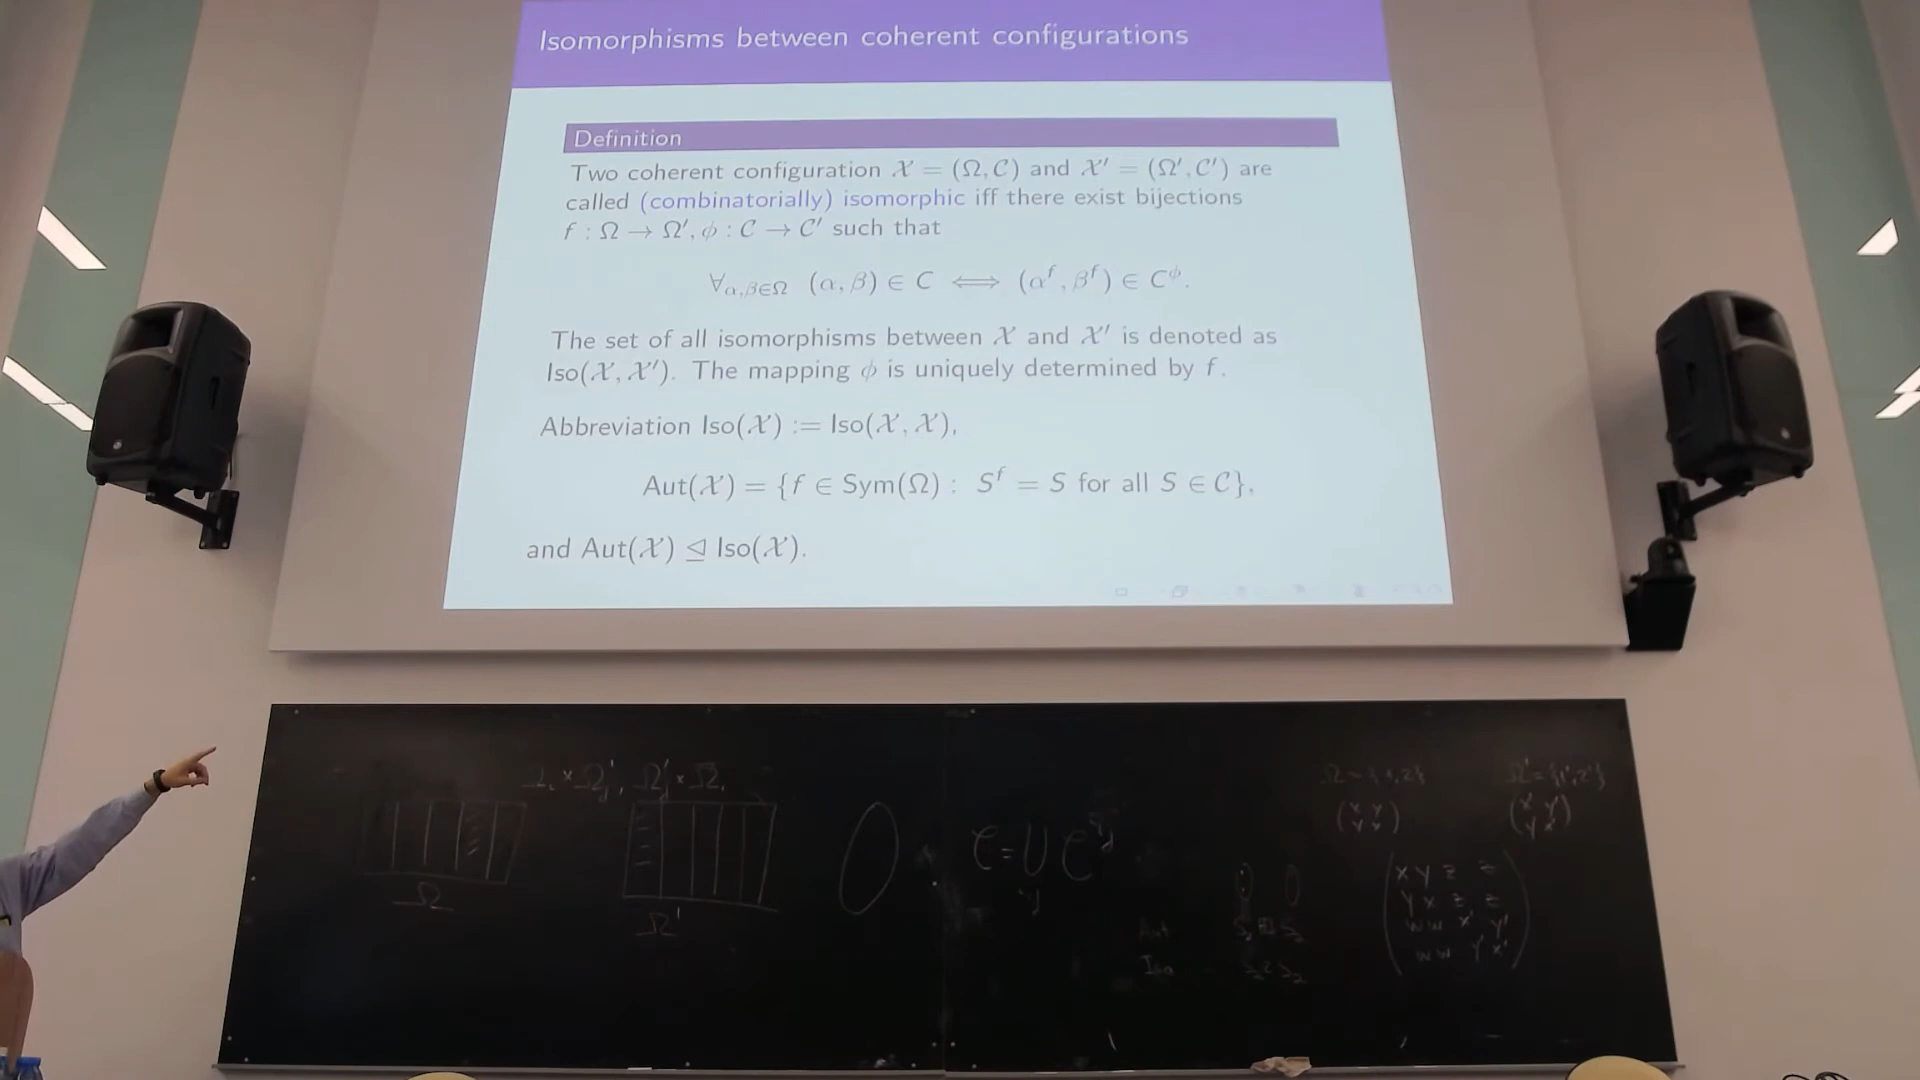 Isomorphisms between coherent configurations
Definition
Two coherent configuration 𝒳 = (Ω, 𝒞) and 𝒳′ = (Ω′, 𝒞′) are
called (combinatorially) isomorphic iff there exist bijections
f : Ω → Ω′, ϕ : 𝒞 → 𝒞′ such that
∀α,β∈Ω (α, β) ∈ C ⟺ (α^f, β^f) ∈ C^ϕ.
The set of all isomorphisms between 𝒳 and 𝒳′ is denoted as
Iso(𝒳, 𝒳′). The mapping ϕ is uniquely determined by f.
Abbreviation Iso(𝒳) := Iso(𝒳, 𝒳),
Aut(𝒳) = {f ∈ Sym(Ω) : S^f = S for all S ∈ 𝒞},
and Aut(𝒳) ⊴ Iso(𝒳).
Ω
Ω'
Iso
x y z z
y x z z
w w x' y'
w w y' x'